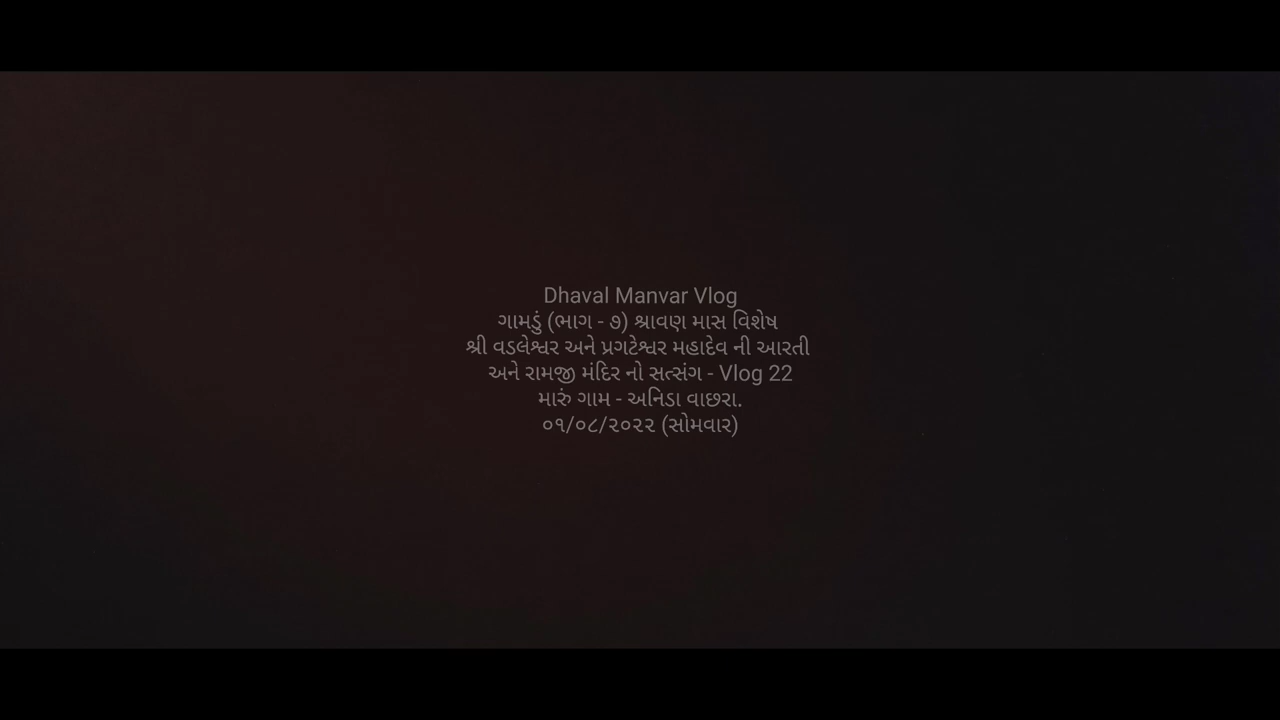 Dhaval Manvar Vlog
ગામડું (ભાગ - ૭) શ્રાવણ માસ વિશેષ
શ્રી વડલેશ્વર અને પ્રગટેશ્વર મહાદેવ ની આરતી
અને રામજી મંદિર નો સત્સંગ - Vlog 22
મારું ગામ - અનિડા વાછરા.
૦૧/૦૮/૨૦૨૨ (સોમવાર)